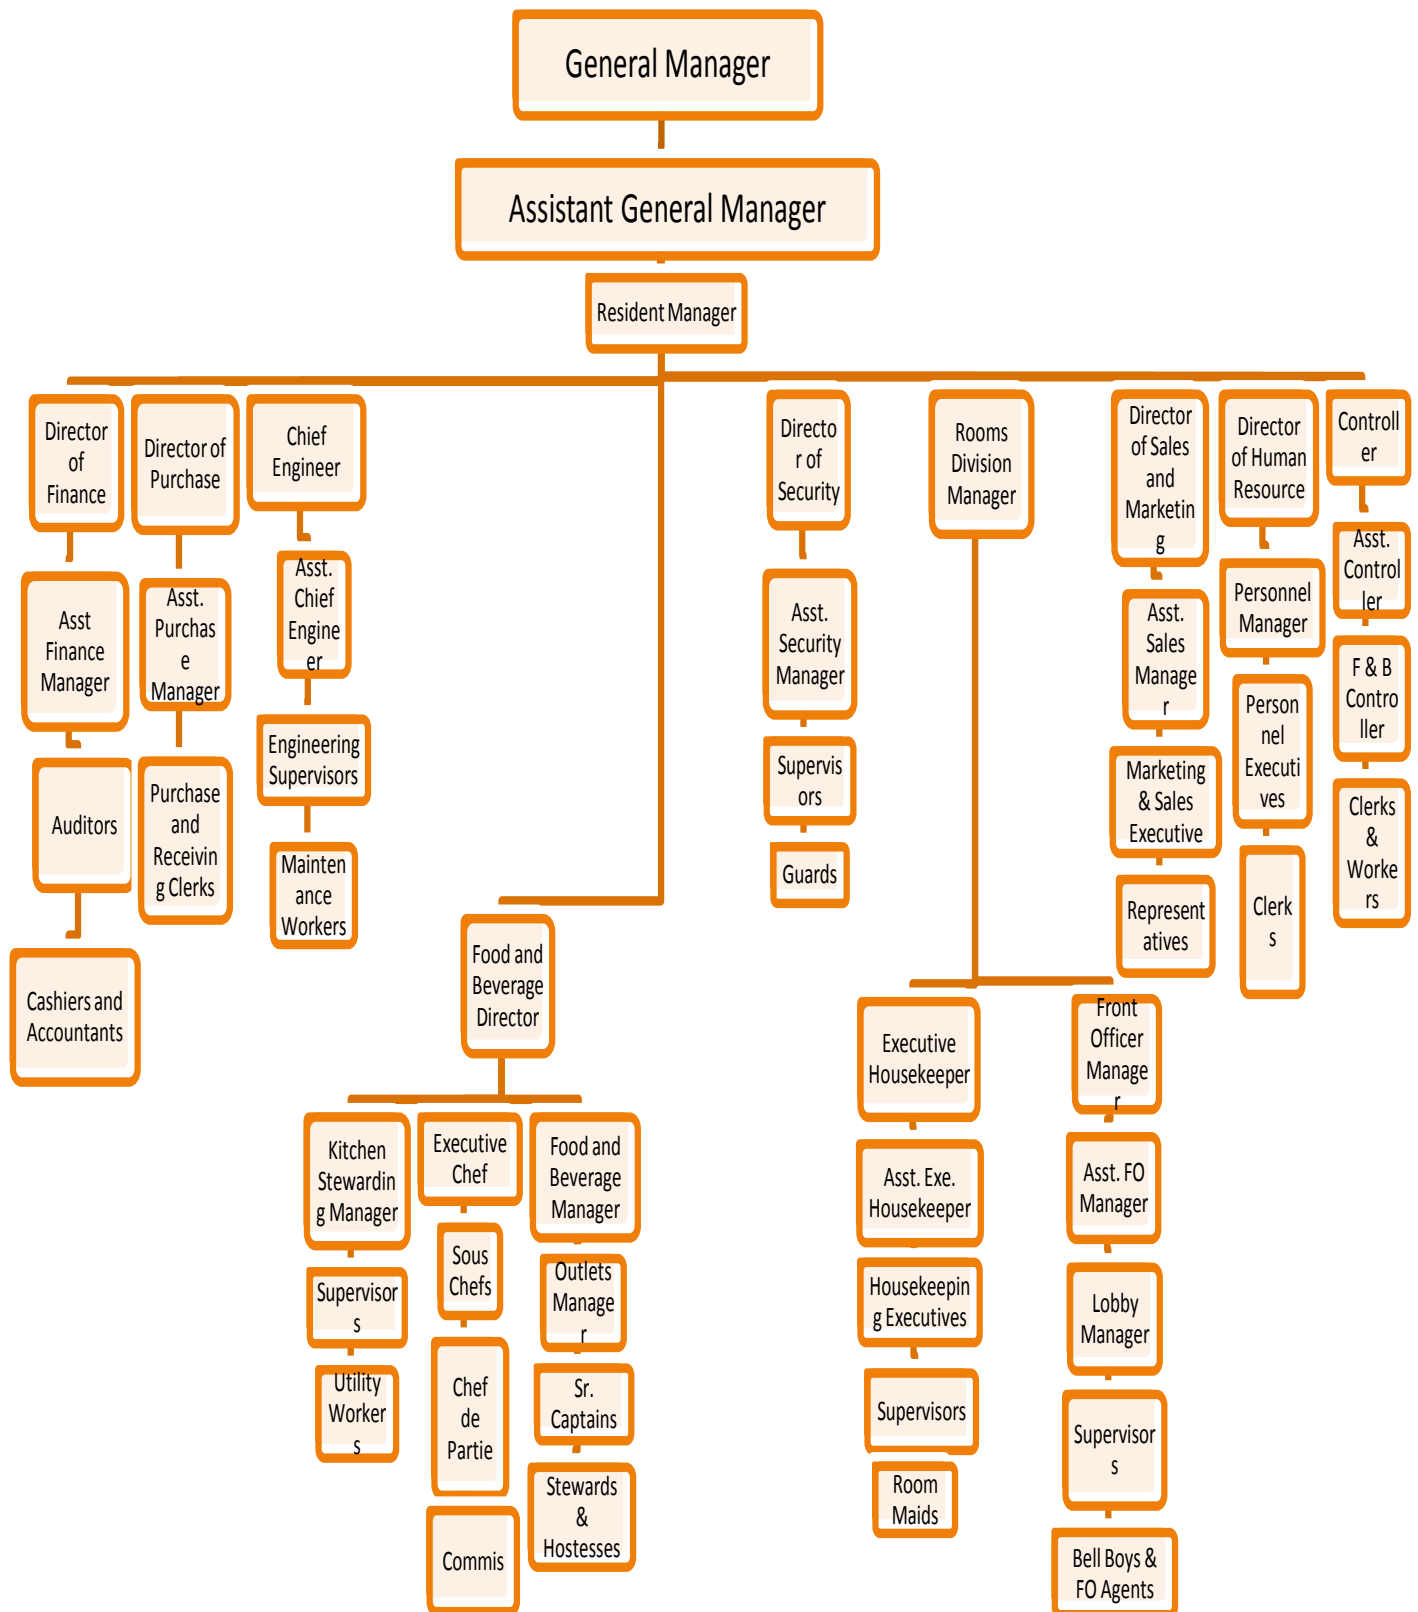 General Manager
Assistant General Manager
Resident Manager
Director
of
Finance
Asst
Finance
Manager
Auditors
Cashiers and
Accountants
Director of
Purchase
Asst.
Purchas
e
Manager
Purchase
and
Receivin
g Clerks
Chief
Engineer
Asst.
Chief
Engine
er
Engineering
Supervisors
Mainten
ance
Workers
Food and
Beverage
Director
Kitchen
Stewardin
g Manager
Supervisor
s
Utility
Worker
s
Executive
Chef
Sous
Chefs
Chef
de
Partie
Commis
Food and
Beverage
Manager
Outlets
Manage
r
Sr.
Captains
Stewards
&
Hostesses
Directo
r of
Security
Asst.
Security
Manager
Supervis
ors
Guards
Rooms
Division
Manager
Executive
Housekeeper
Asst. Exe.
Housekeeper
Housekeepin
g Executives
Supervisors
Room
Maids
Front
Officer
Manage
r
Asst. FO
Manager
Lobby
Manager
Supervisor
s
Bell Boys &
FO Agents
Director
of Sales
and
Marketin
g
Asst.
Sales
Manage
r
Marketing
& Sales
Executive
Represent
atives
Director
of Human
Resource
Personnel
Manager
Person
nel
Executi
ves
Clerk
s
Controll
er
Asst.
Control
ler
F & B
Contro
ller
Clerks
&
Worke
rs